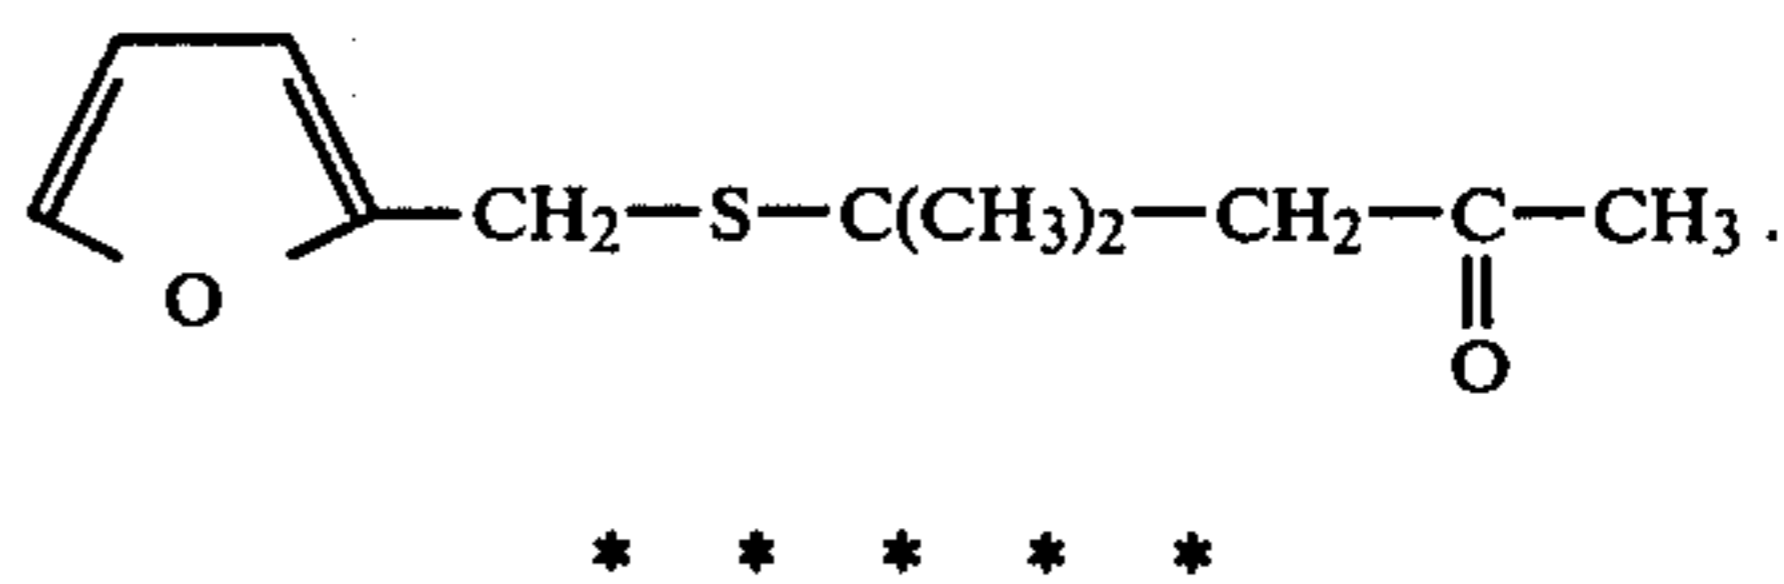 CH₂—S—C(CH₃)₂—CH₂—C—CH₃.
O
O
* * * * *